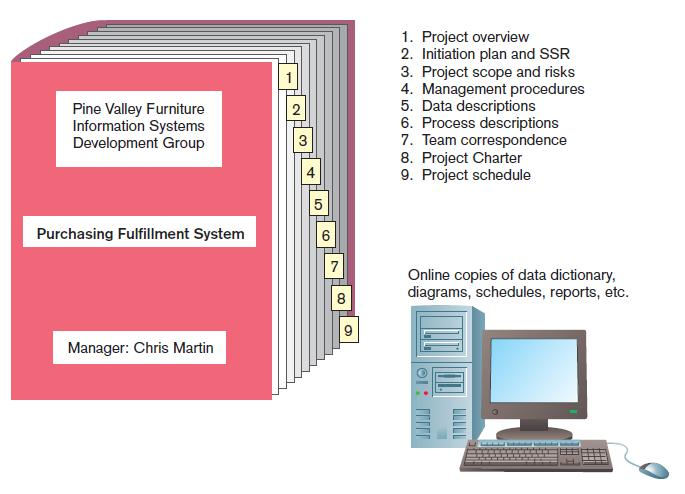 Pine Valley Furniture
Information Systems
Development Group
Purchasing Fulfillment System
Manager: Chris Martin
1
2
3
4
5
6
7
8
9
1. Project overview
2. Initiation plan and SSR
3. Project scope and risks
4. Management procedures
5. Data descriptions
6. Process descriptions
7. Team correspondence
8. Project Charter
9. Project schedule
Online copies of data dictionary,
diagrams, schedules, reports, etc.